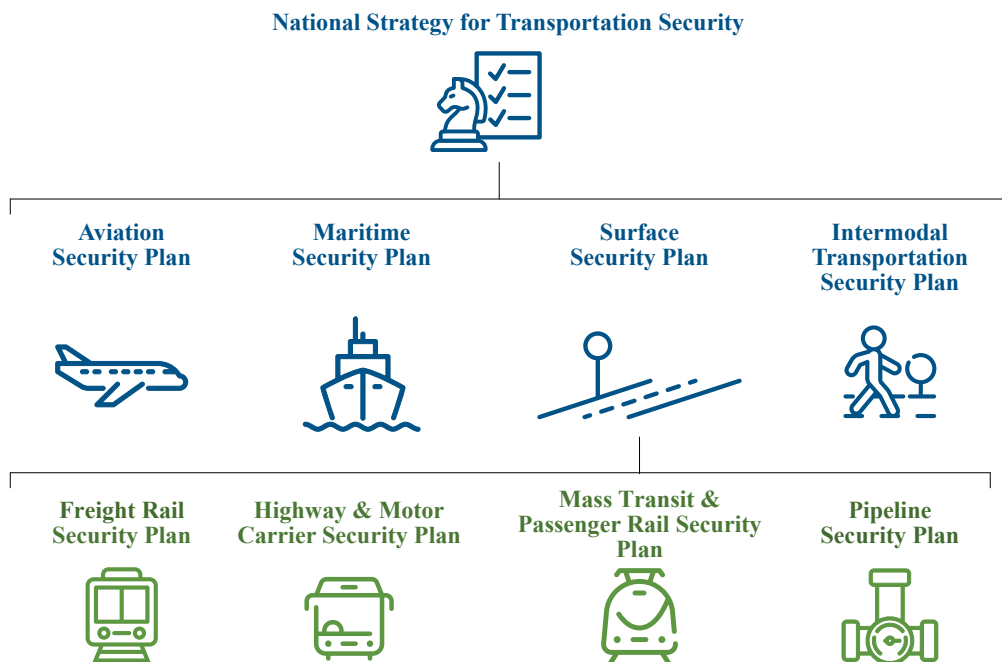 National Strategy for Transportation Security
Aviation
Security Plan
Maritime
Security Plan
Surface
Security Plan
Intermodal
Transportation
Security Plan
Freight Rail
Security Plan
Highway & Motor
Carrier Security Plan
Mass Transit &
Passenger Rail Security
Plan
Pipeline
Security Plan